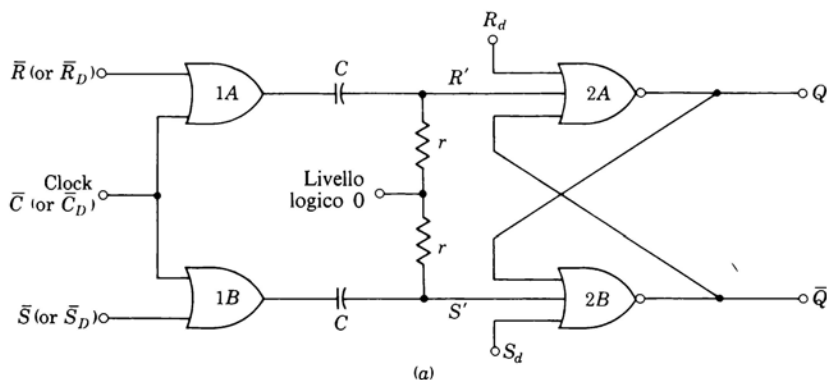 R̄ (or R̄_D)
1A
C
R'
R_d
2A
Q
Clock
C̄ (or C̄_D)
Livello
logico 0
r
r
S̄ (or S̄_D)
1B
C
S'
S_d
2B
Q̄
(a)